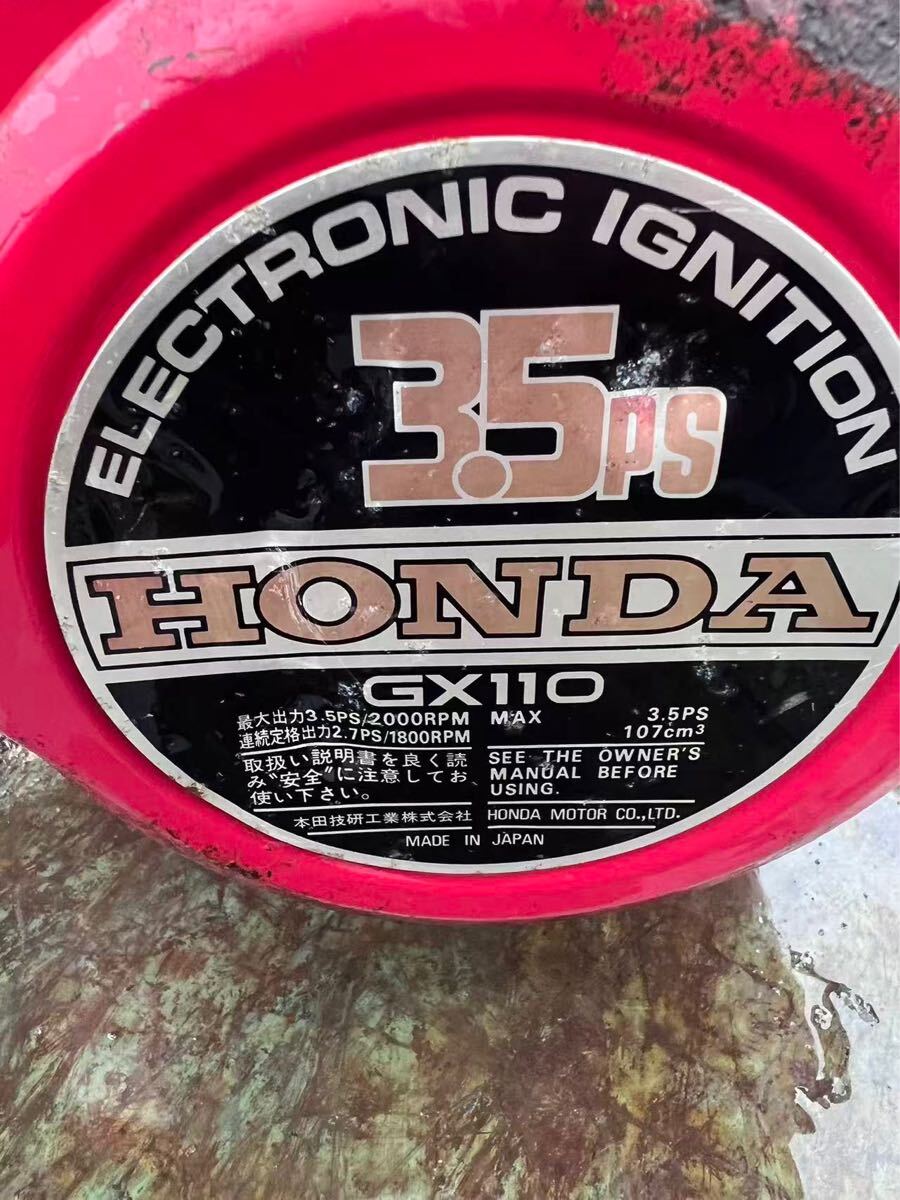 ELECTRONIC IGNITION
3.5PS
HONDA
GX110
最大出力3.5PS/2000RPM
連続定格出力2.7PS/1800RPM
取扱い説明書を良く読
み“安全”に注意してお
使い下さい。
本田技研工業株式会社
MAX 3.5PS
107cm³
SEE THE OWNER'S
MANUAL BEFORE
USING.
HONDA MOTOR CO.,LTD.
MADE IN JAPAN